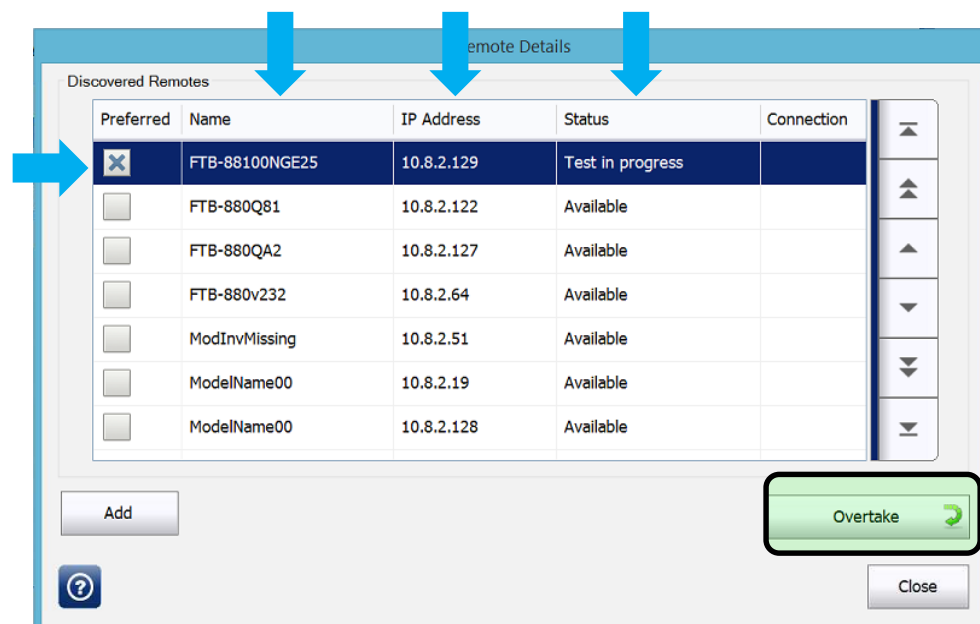 emote Details
Discovered Remotes
Preferred Name IP Address Status Connection
FTB-88100NGE25 10.8.2.129 Test in progress
FTB-880Q81 10.8.2.122 Available
FTB-880QA2 10.8.2.127 Available
FTB-880v232 10.8.2.64 Available
ModInvMissing 10.8.2.51 Available
ModelName00 10.8.2.19 Available
ModelName00 10.8.2.128 Available
Add
Overtake
?
Close